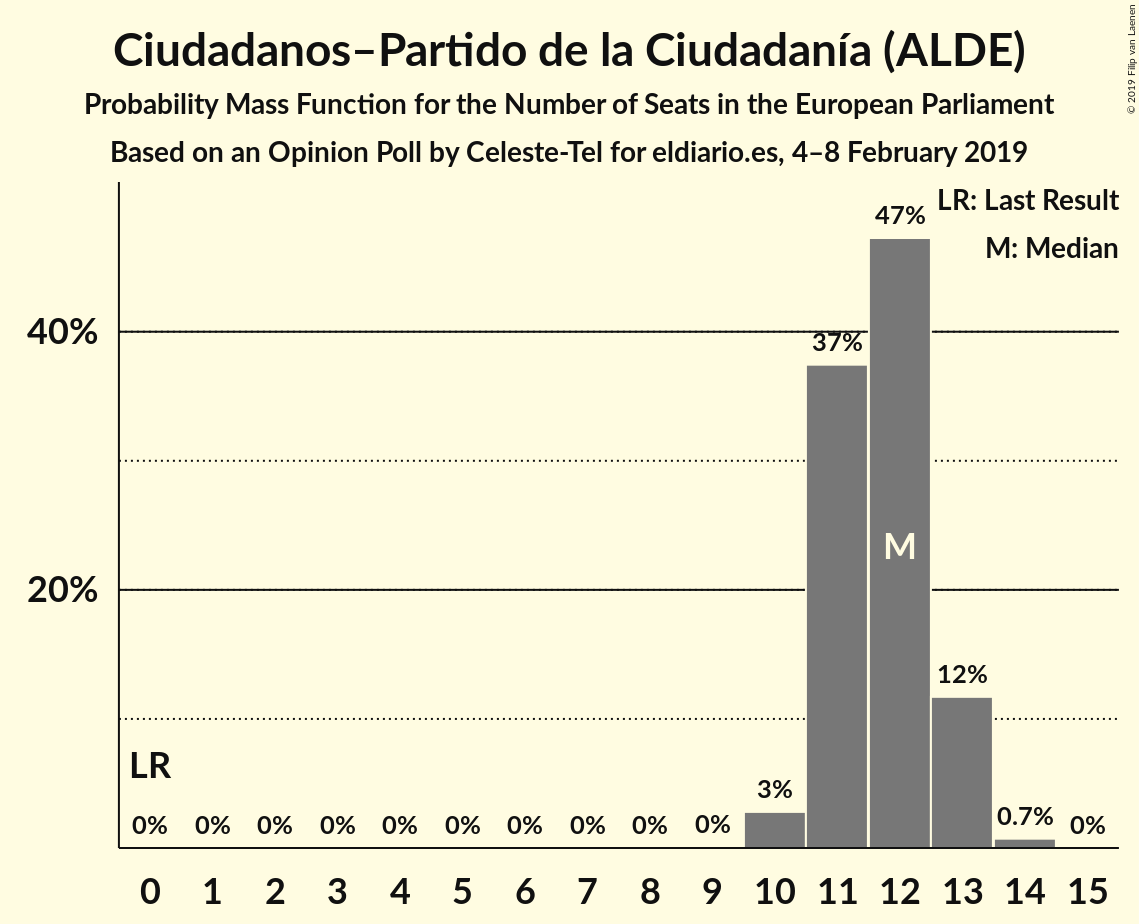 Ciudadanos–Partido de la Ciudadanía (ALDE)
Probability Mass Function for the Number of Seats in the European Parliament
Based on an Opinion Poll by Celeste-Tel for eldiario.es, 4–8 February 2019
© 2019 Filip van Laenen
LR: Last Result
M: Median
47%
40%
37%
M
20%
12%
LR
3%
0.7%
0% 0% 0% 0% 0% 0% 0% 0% 0% 0% 0%
0 1 2 3 4 5 6 7 8 9 10 11 12 13 14 15